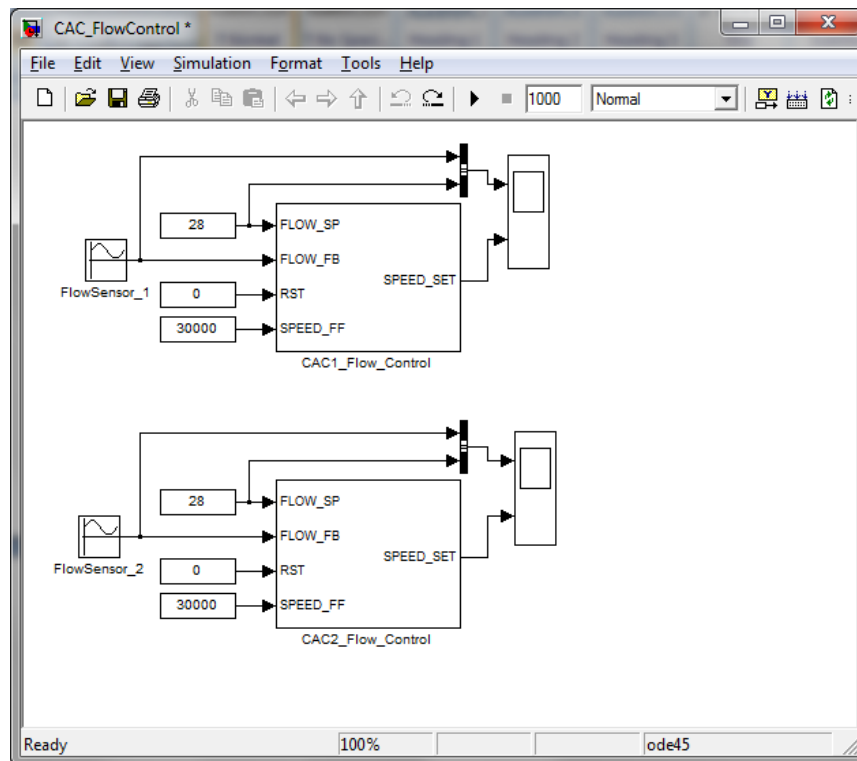 CAC_FlowControl *
File Edit View Simulation Format Tools Help
1000 Normal
28
FLOW_SP
FLOW_FB
FlowSensor_1
0
RST
SPEED_SET
30000
SPEED_FF
CAC1_Flow_Control
28
FLOW_SP
FLOW_FB
FlowSensor_2
0
RST
SPEED_SET
30000
SPEED_FF
CAC2_Flow_Control
Ready 100% ode45